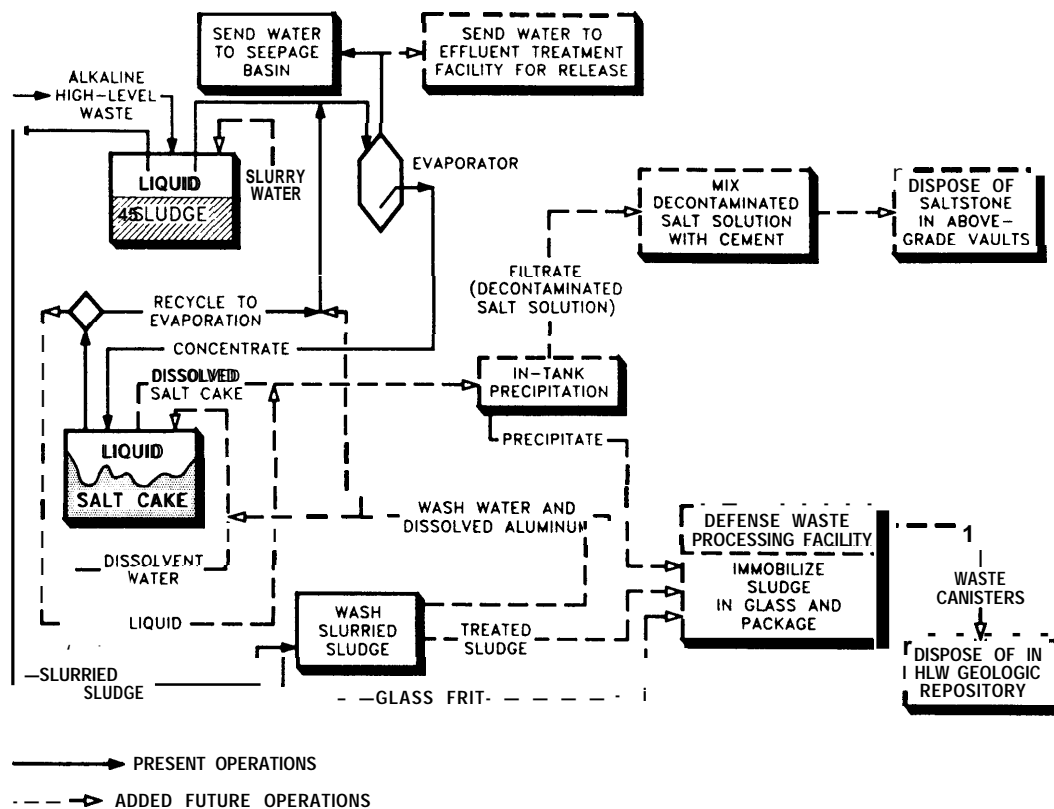 SEND WATER
TO SEEPAGE
BASIN
SEND WATER TO
EFFLUENT TREATMENT
FACILITY FOR RELEASE
ALKALINE
HIGH-LEVEL
WASTE
LIQUID
45SLUDGE
SLURRY
WATER
EVAPORATOR
MIX
DECONTAMINATED
SALT SOLUTION
WITH CEMENT
DISPOSE OF
SALTSTONE
IN ABOVE-
GRADE VAULTS
FILTRATE
(DECONTAMINATED
SALT SOLUTION)
RECYCLE TO
EVAPORATION
CONCENTRATE
DISSOLVED
SALT CAKE
IN-TANK
PRECIPITATION
PRECIPITATE
LIQUID
SALT CAKE
WASH WATER AND
DISSOLVED ALUMINUM
DISSOLVENT
WATER
LIQUID
WASH
SLURRIED
SLUDGE
TREATED
SLUDGE
DEFENSE WASTE
PROCESSING FACILITY
IMMOBILIZE
SLUDGE
IN GLASS AND
PACKAGE
WASTE
CANISTERS
DISPOSE OF IN
HLW GEOLOGIC
REPOSITORY
SLURRIED
SLUDGE
GLASS FRIT
PRESENT OPERATIONS
ADDED FUTURE OPERATIONS